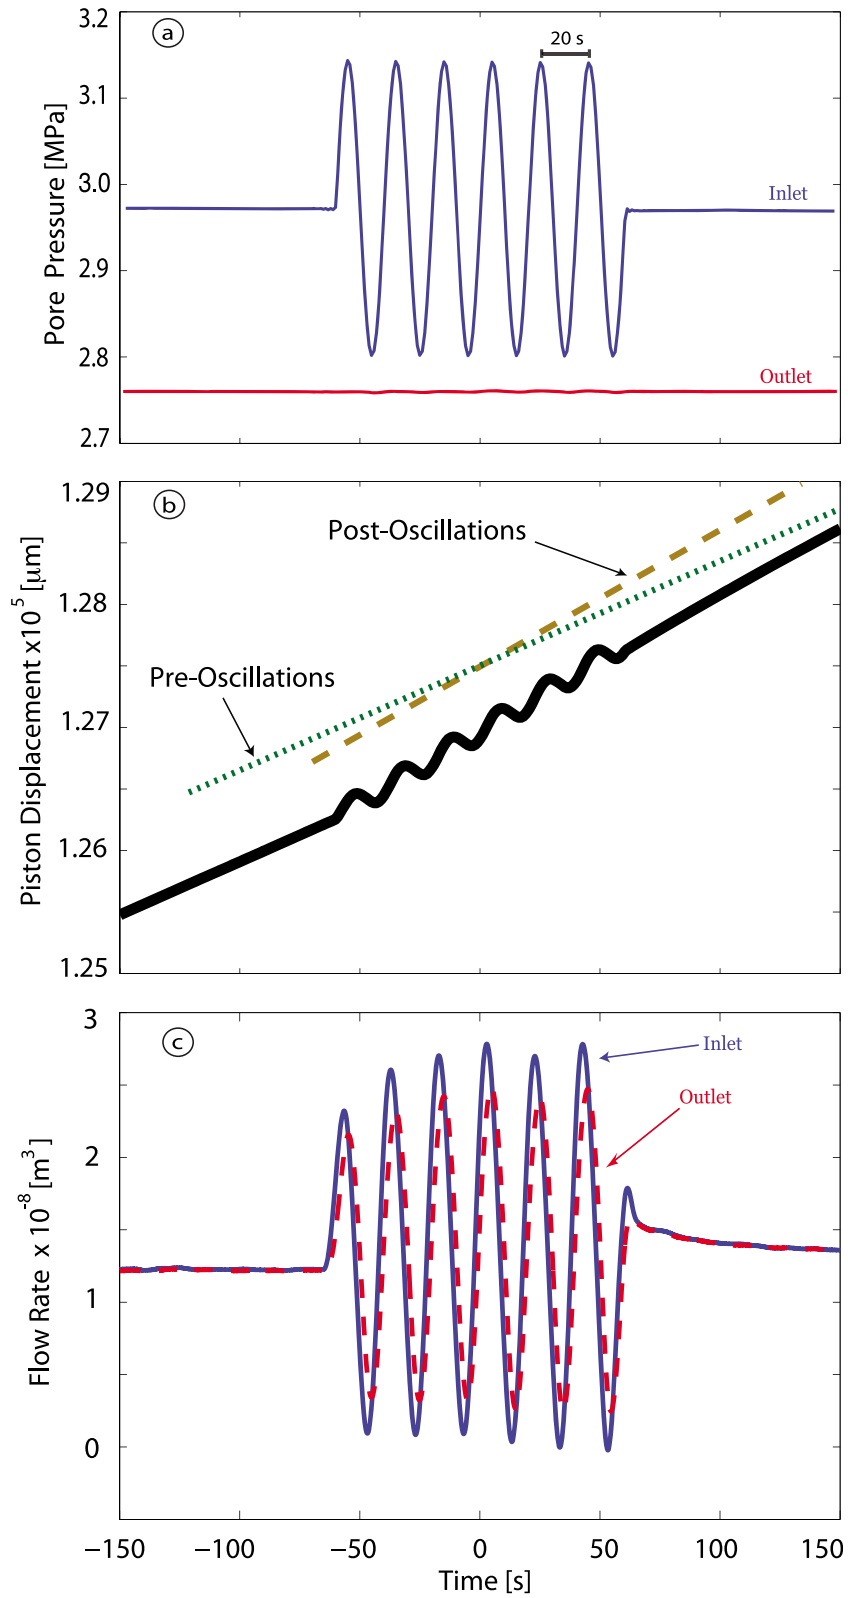 a
20 s
3.2
3.1
3.0
2.9
2.8
2.7
Pore Pressure [MPa]
Inlet
Outlet
b
1.29
1.28
1.27
1.26
1.25
Piston Displacement x10 5 [µm]
Post-Oscillations
Pre-Oscillations
c
3
2
1
0
Flow Rate x 10-8 [m3]
Inlet
Outlet
−150 −100 −50 0 50 100 150
Time [s]